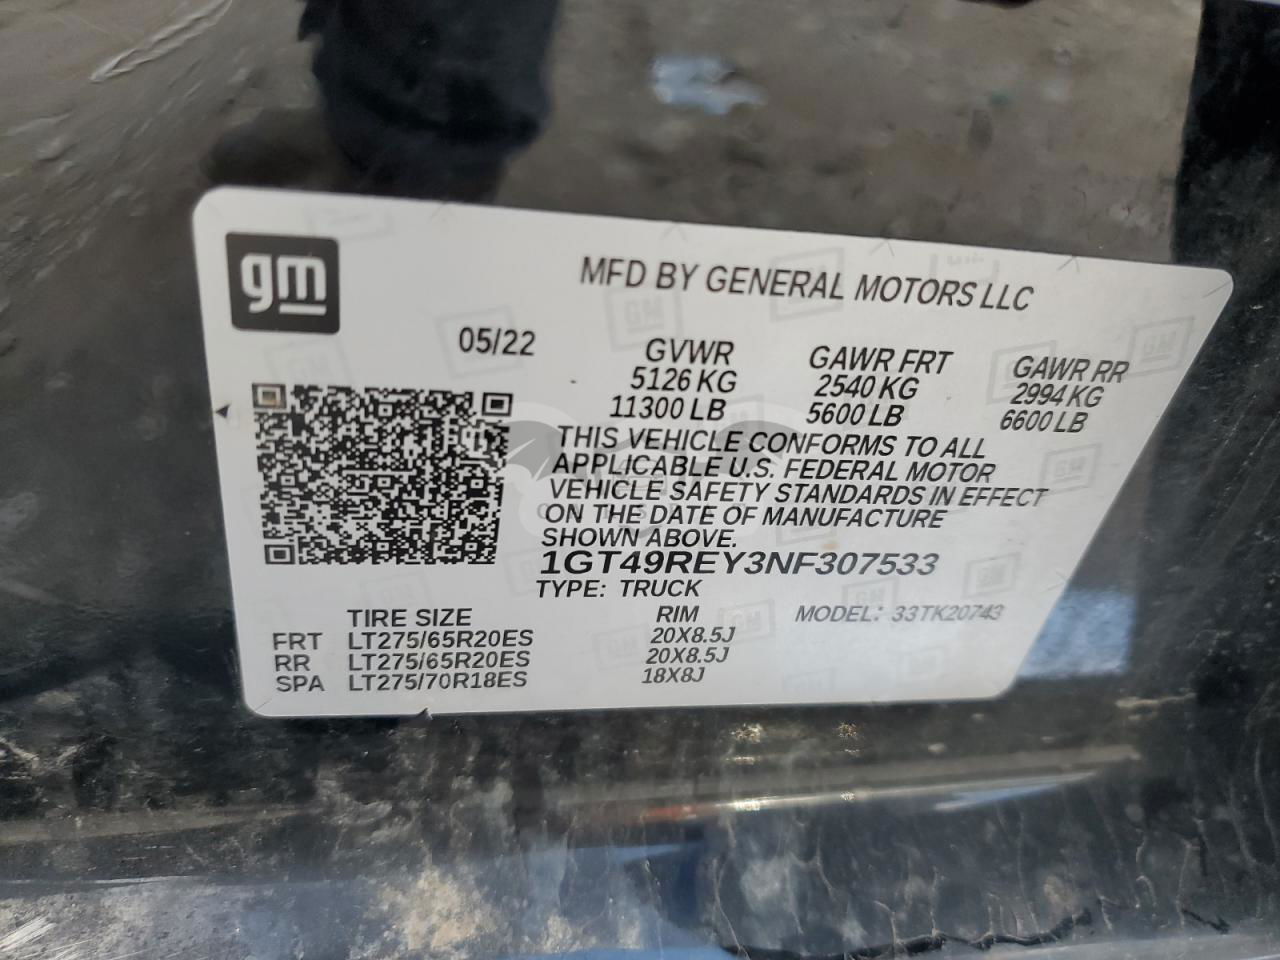 gm
MFD BY GENERAL MOTORS LLC
05/22
GVWR GAWR FRT GAWR RR
5126 KG 2540 KG 2994 KG
11300 LB 5600 LB 6600 LB
THIS VEHICLE CONFORMS TO ALL
APPLICABLE U.S. FEDERAL MOTOR
VEHICLE SAFETY STANDARDS IN EFFECT
ON THE DATE OF MANUFACTURE
SHOWN ABOVE.
1GT49REY3NF307533
TYPE: TRUCK
MODEL: 33TK20743
TIRE SIZE RIM
FRT LT275/65R20ES 20X8.5J
RR LT275/65R20ES 20X8.5J
SPA LT275/70R18ES 18X8J